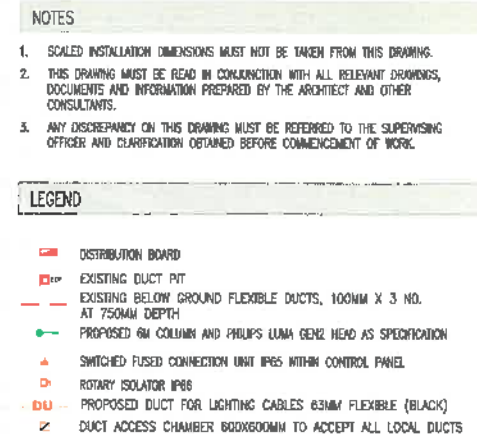 NOTES
1. SCALED INSTALLATION DIMENSIONS MUST NOT BE TAKEN FROM THIS DRAWING.
2. THIS DRAWING MUST BE READ IN CONJUNCTION WITH ALL RELEVANT DRAWINGS,
DOCUMENTS AND INFORMATION PREPARED BY THE ARCHITECT AND OTHER
CONSULTANTS.
3. ANY DISCREPANCY ON THIS DRAWING MUST BE REFERRED TO THE SUPERVISING
OFFICER AND CLARIFICATION OBTAINED BEFORE COMMENCEMENT OF WORK.
LEGEND
DISTRIBUTION BOARD
EDP EXISTING DUCT PIT
EXISTING BELOW GROUND FLEXIBLE DUCTS, 100MM X 3 NO.
AT 750MM DEPTH
PROPOSED 6M COLUMN AND PHILIPS LUMA GEN2 HEAD AS SPECIFICATION
SWITCHED FUSED CONNECTION UNIT IP65 WITHIN CONTROL PANEL
ROTARY ISOLATOR IP66
DU PROPOSED DUCT FOR LIGHTING CABLES 63MM FLEXIBLE (BLACK)
DUCT ACCESS CHAMBER 600X600MM TO ACCEPT ALL LOCAL DUCTS